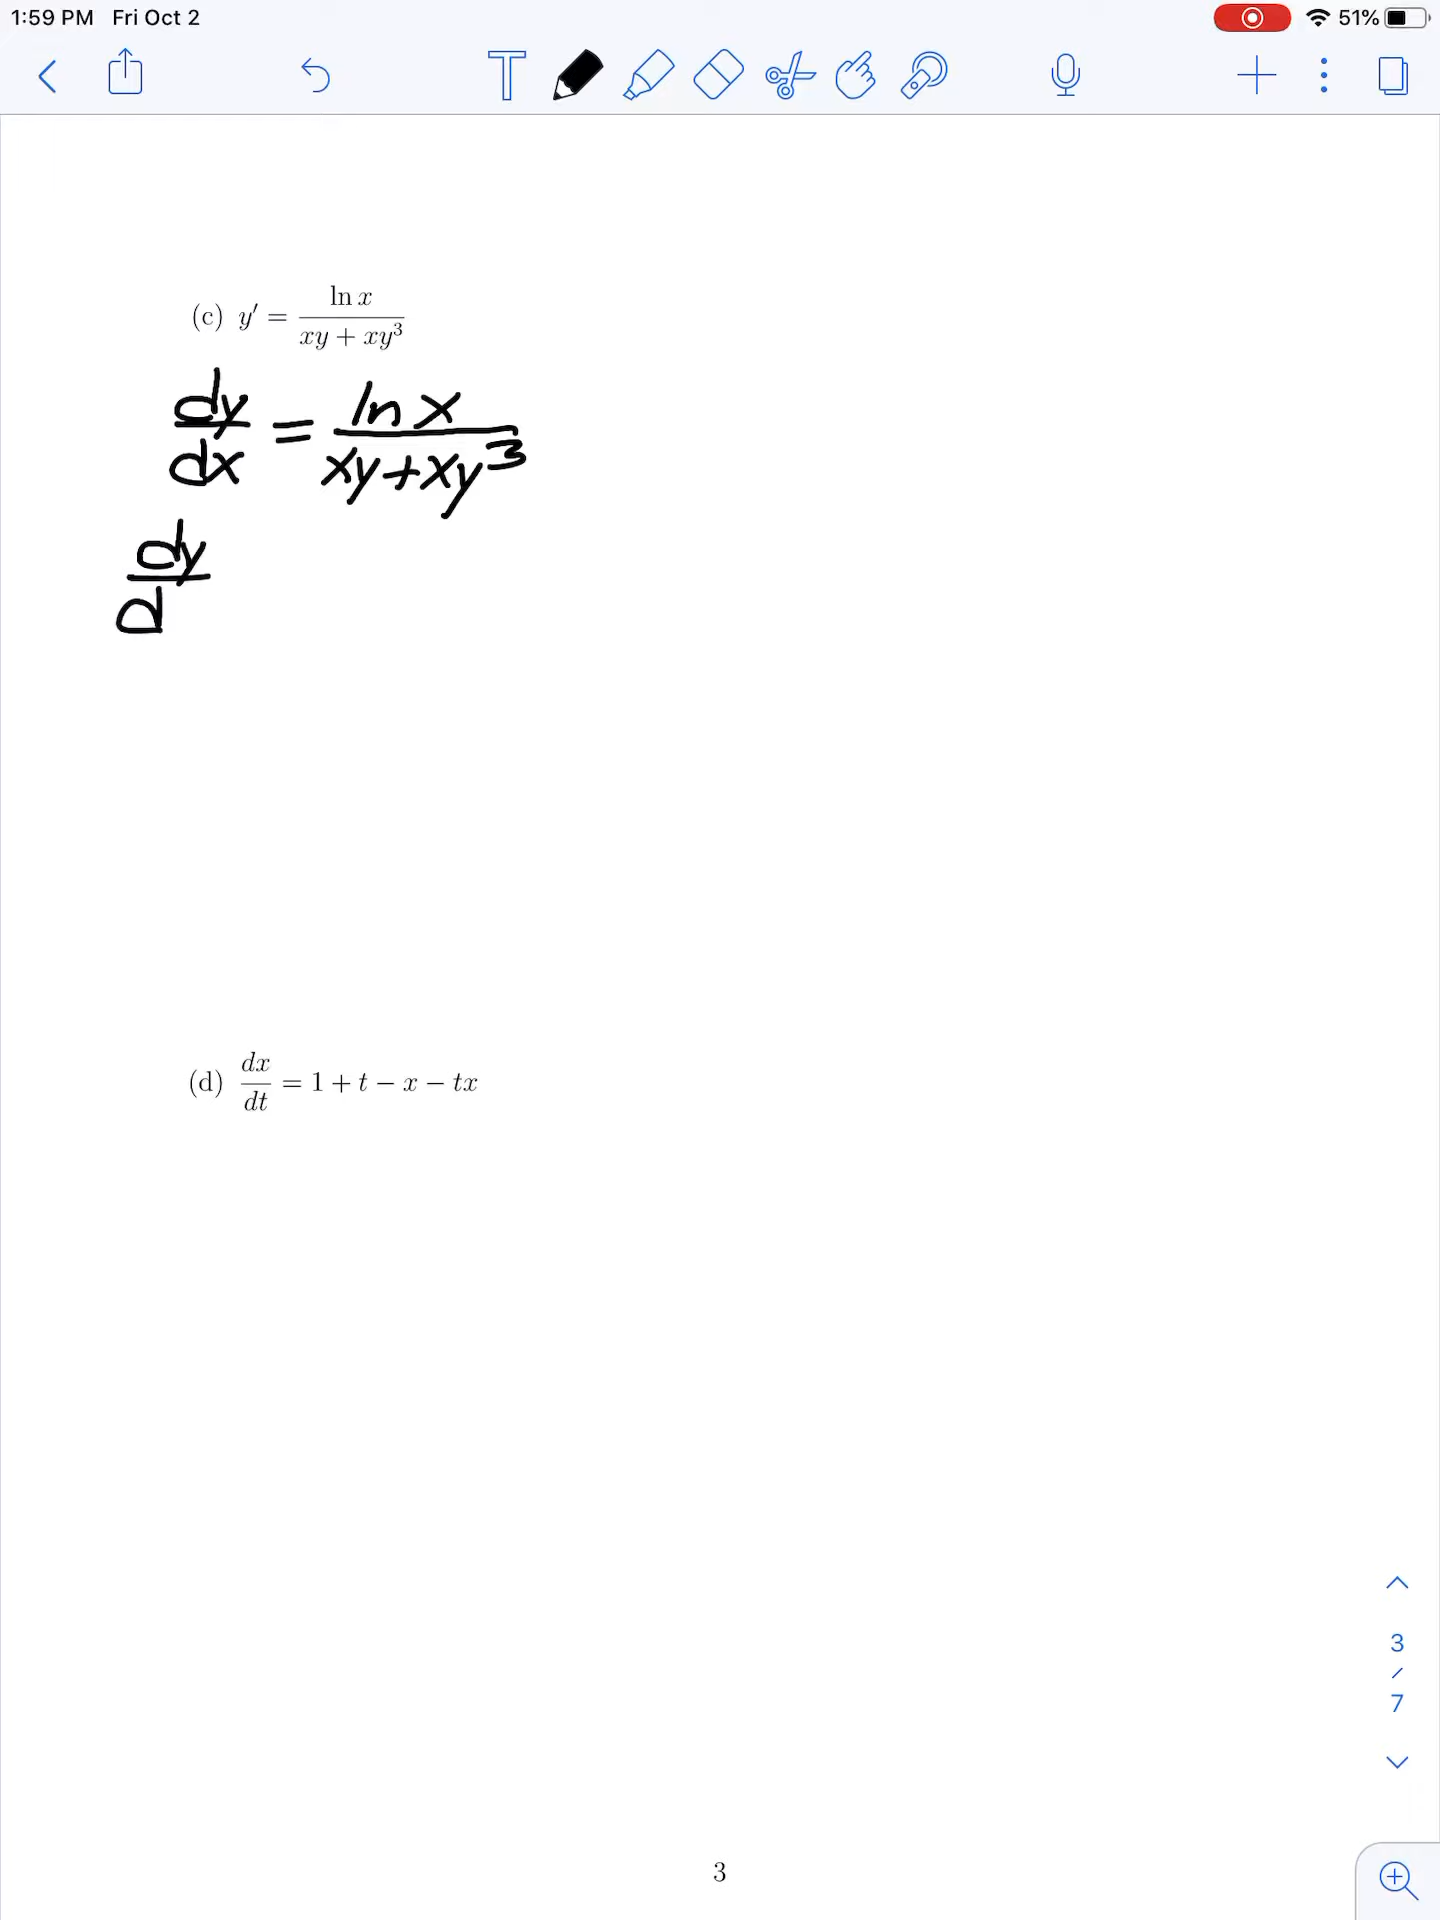 1:59 PM Fri Oct 2 51%
(c) y′ = ln x / (xy + xy³)
dy/dx = ln x / (xy + xy³)
dy/d
(d) dx/dt = 1 + t − x − tx
3
/
7
3